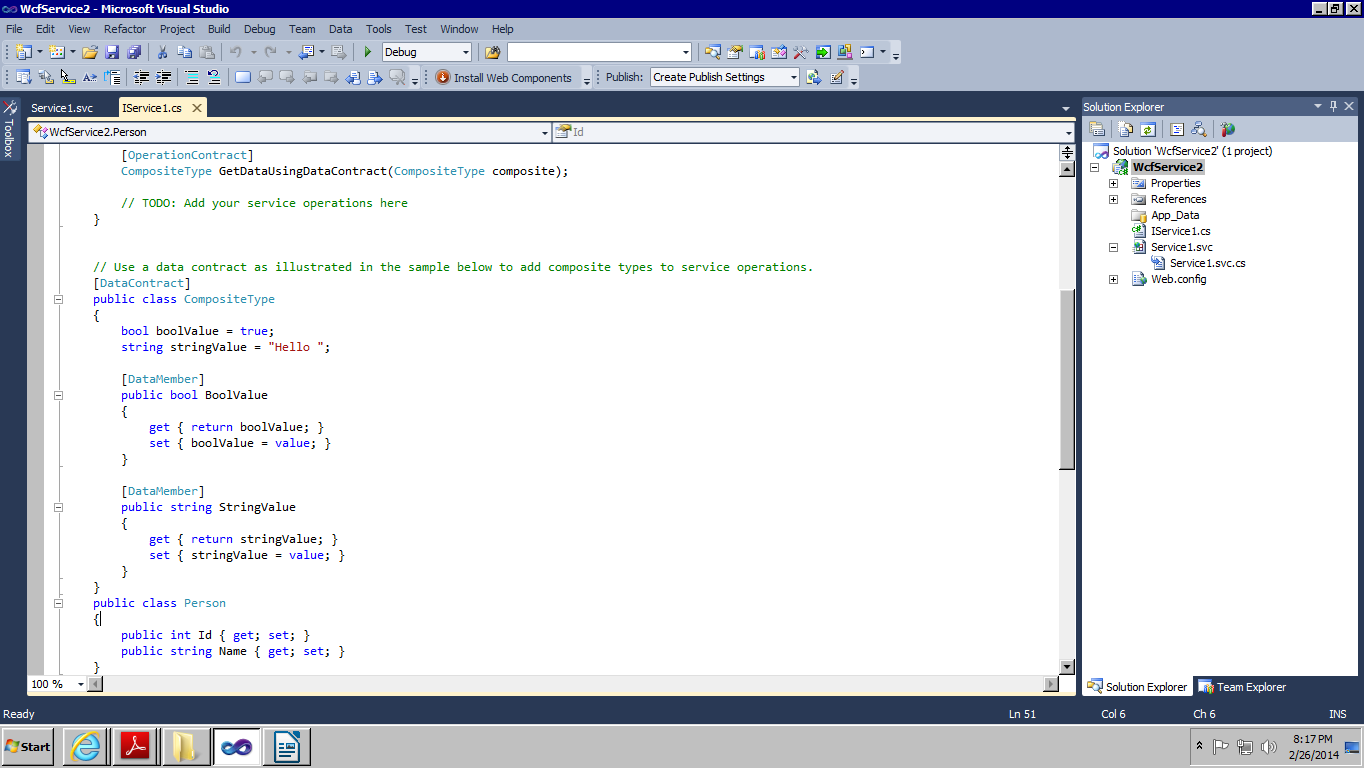 WcfService2 - Microsoft Visual Studio
File Edit View Refactor Project Build Debug Team Data Tools Test Window Help
Debug
Install Web Components Publish: Create Publish Settings
Toolbox
Service1.svc IService1.cs
WcfService2.Person Id
[OperationContract]
CompositeType GetDataUsingDataContract(CompositeType composite);
// TODO: Add your service operations here
}
// Use a data contract as illustrated in the sample below to add composite types to service operations.
[DataContract]
public class CompositeType
{
bool boolValue = true;
string stringValue = "Hello ";
[DataMember]
public bool BoolValue
{
get { return boolValue; }
set { boolValue = value; }
}
[DataMember]
public string StringValue
{
get { return stringValue; }
set { stringValue = value; }
}
}
public class Person
{
public int Id { get; set; }
public string Name { get; set; }
}
100 %
Solution Explorer
Solution 'WcfService2' (1 project)
WcfService2
Properties
References
App_Data
IService1.cs
Service1.svc
Service1.svc.cs
Web.config
Solution Explorer Team Explorer
Ready Ln 51 Col 6 Ch 6 INS
Start
8:17 PM
2/26/2014